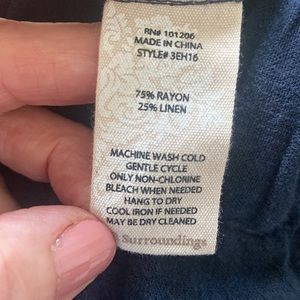 RN# 101206
MADE IN CHINA
STYLE# 3EH16
75% RAYON
25% LINEN
MACHINE WASH COLD
GENTLE CYCLE
ONLY NON-CHLORINE
BLEACH WHEN NEEDED
HANG TO DRY
COOL IRON IF NEEDED
MAY BE DRY CLEANED
Surroundings